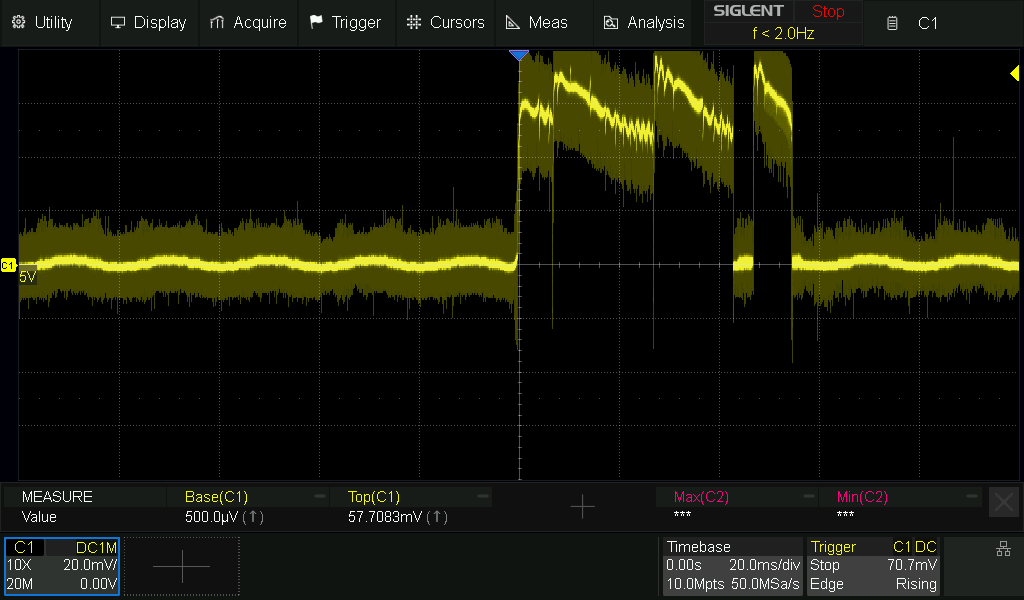 Utility Display Acquire Trigger Cursors Meas Analysis SIGLENT Stop C1
f < 2.0Hz
C1
5V
MEASURE Base(C1) Top(C1) Max(C2) Min(C2)
Value 500.0µV (↑) 57.7083mV (↑) *** ***
C1 DC1M
10X 20.0mV/
20M 0.00V
Timebase
0.00s 20.0ms/div
10.0Mpts 50.0MSa/s
Trigger C1 DC
Stop 70.7mV
Edge Rising